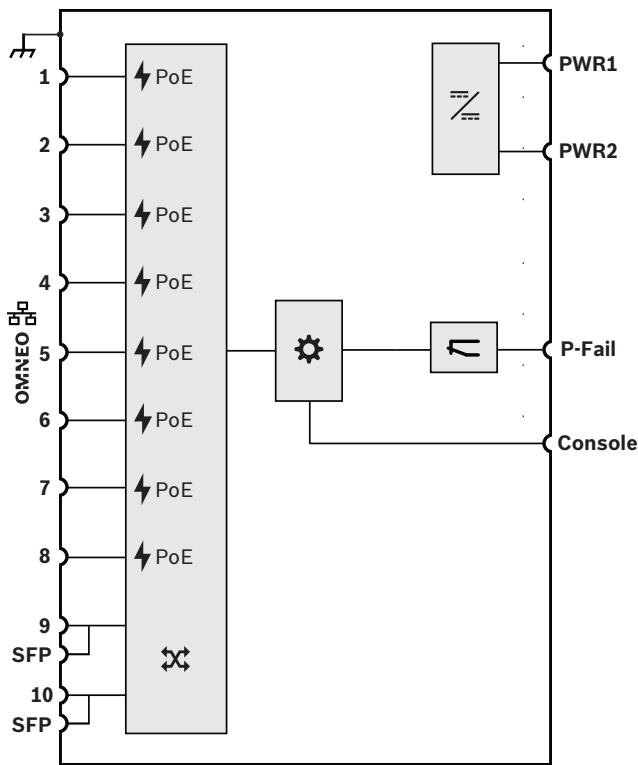 PWR1
1 PoE
2 PoE
PWR2
3 PoE
4 PoE
OMNEO
5 PoE
P-Fail
6 PoE
Console
7 PoE
8 PoE
9
SFP
10
SFP